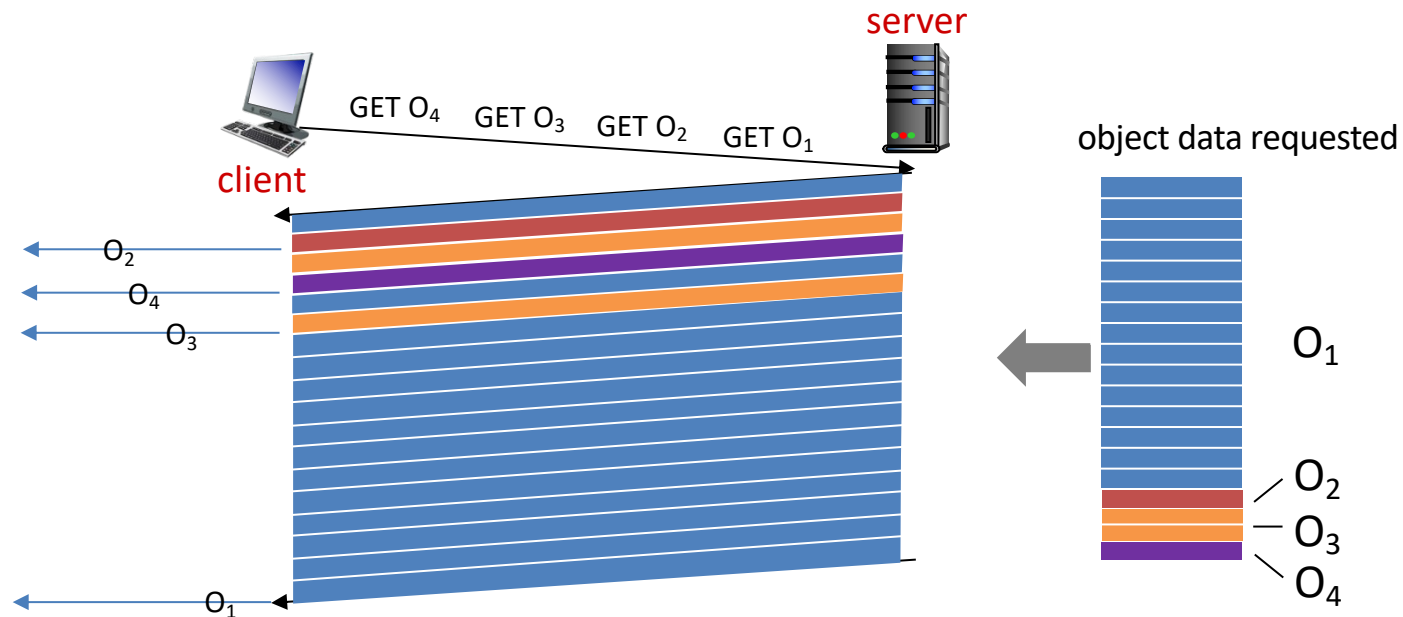 server
GET O₄ GET O₃ GET O₂ GET O₁
object data requested
client
O₂
O₄
O₃
O₁
O₂
O₃
O₄
O₁